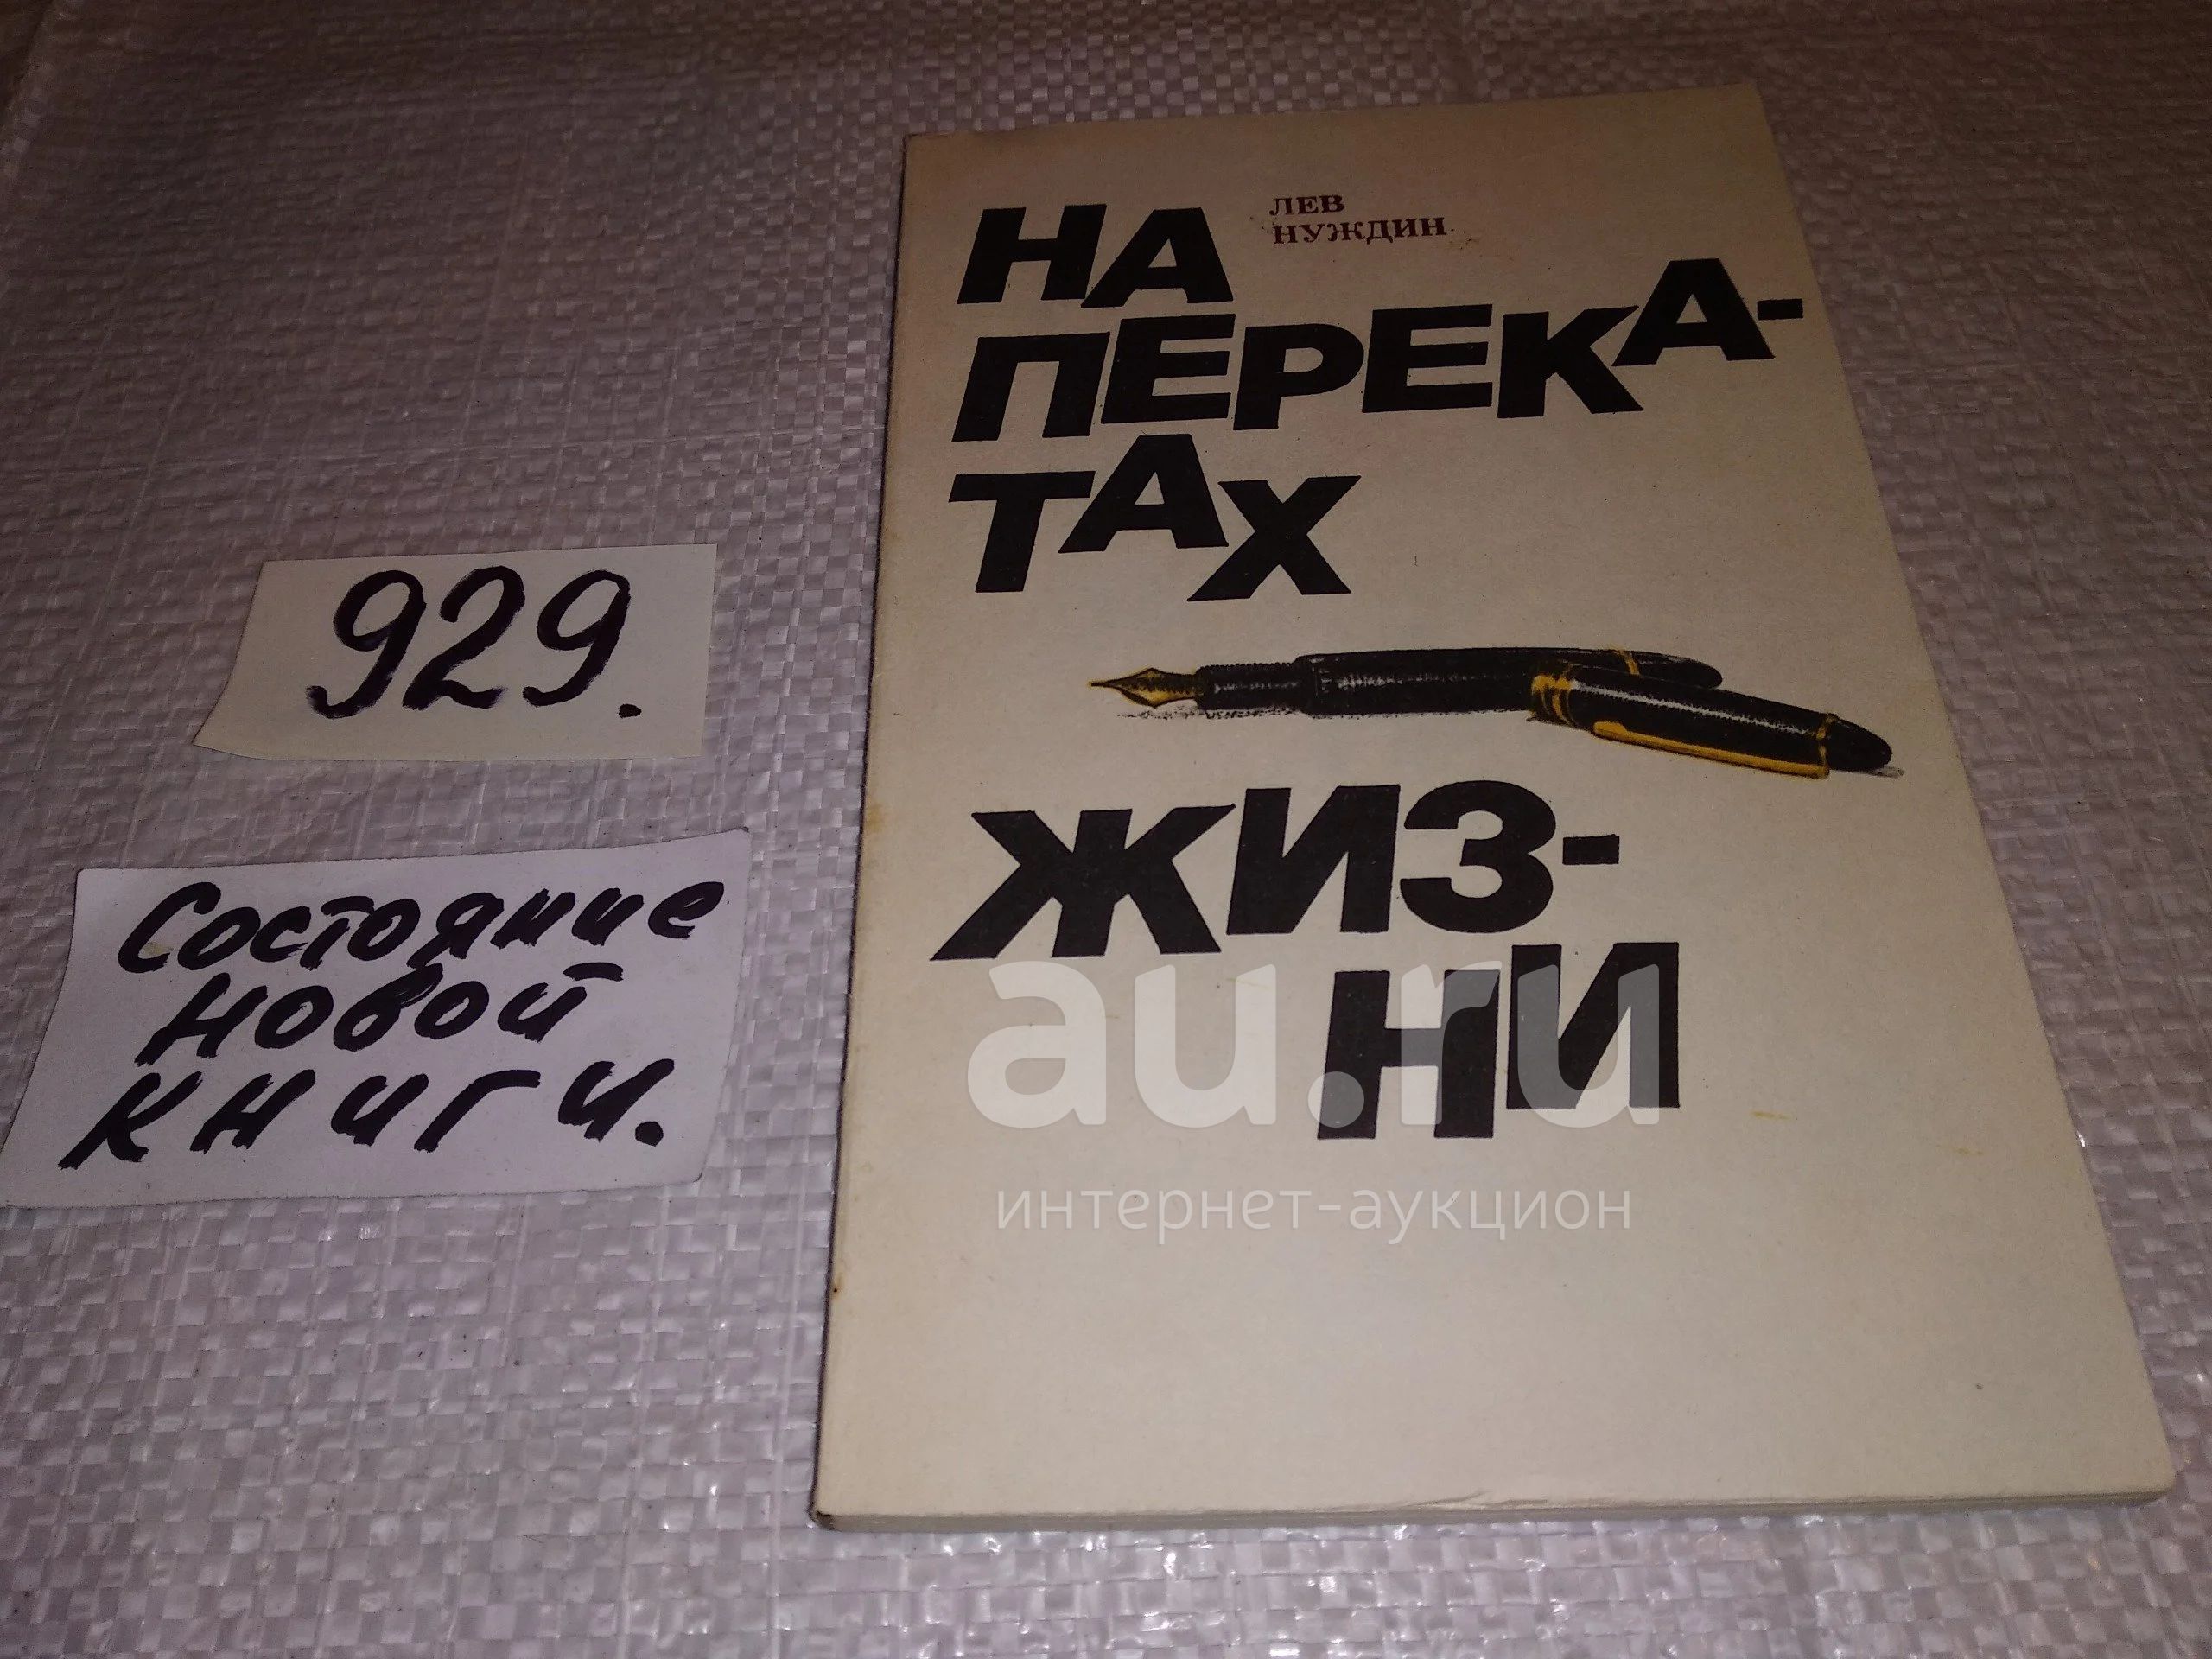 929.
Состояние
новой
книги.
ЛЕВ
НУЖДИН
НА
ПЕРЕКА-
ТАХ
ЖИЗ-
НИ
au.ru
интернет-аукцион